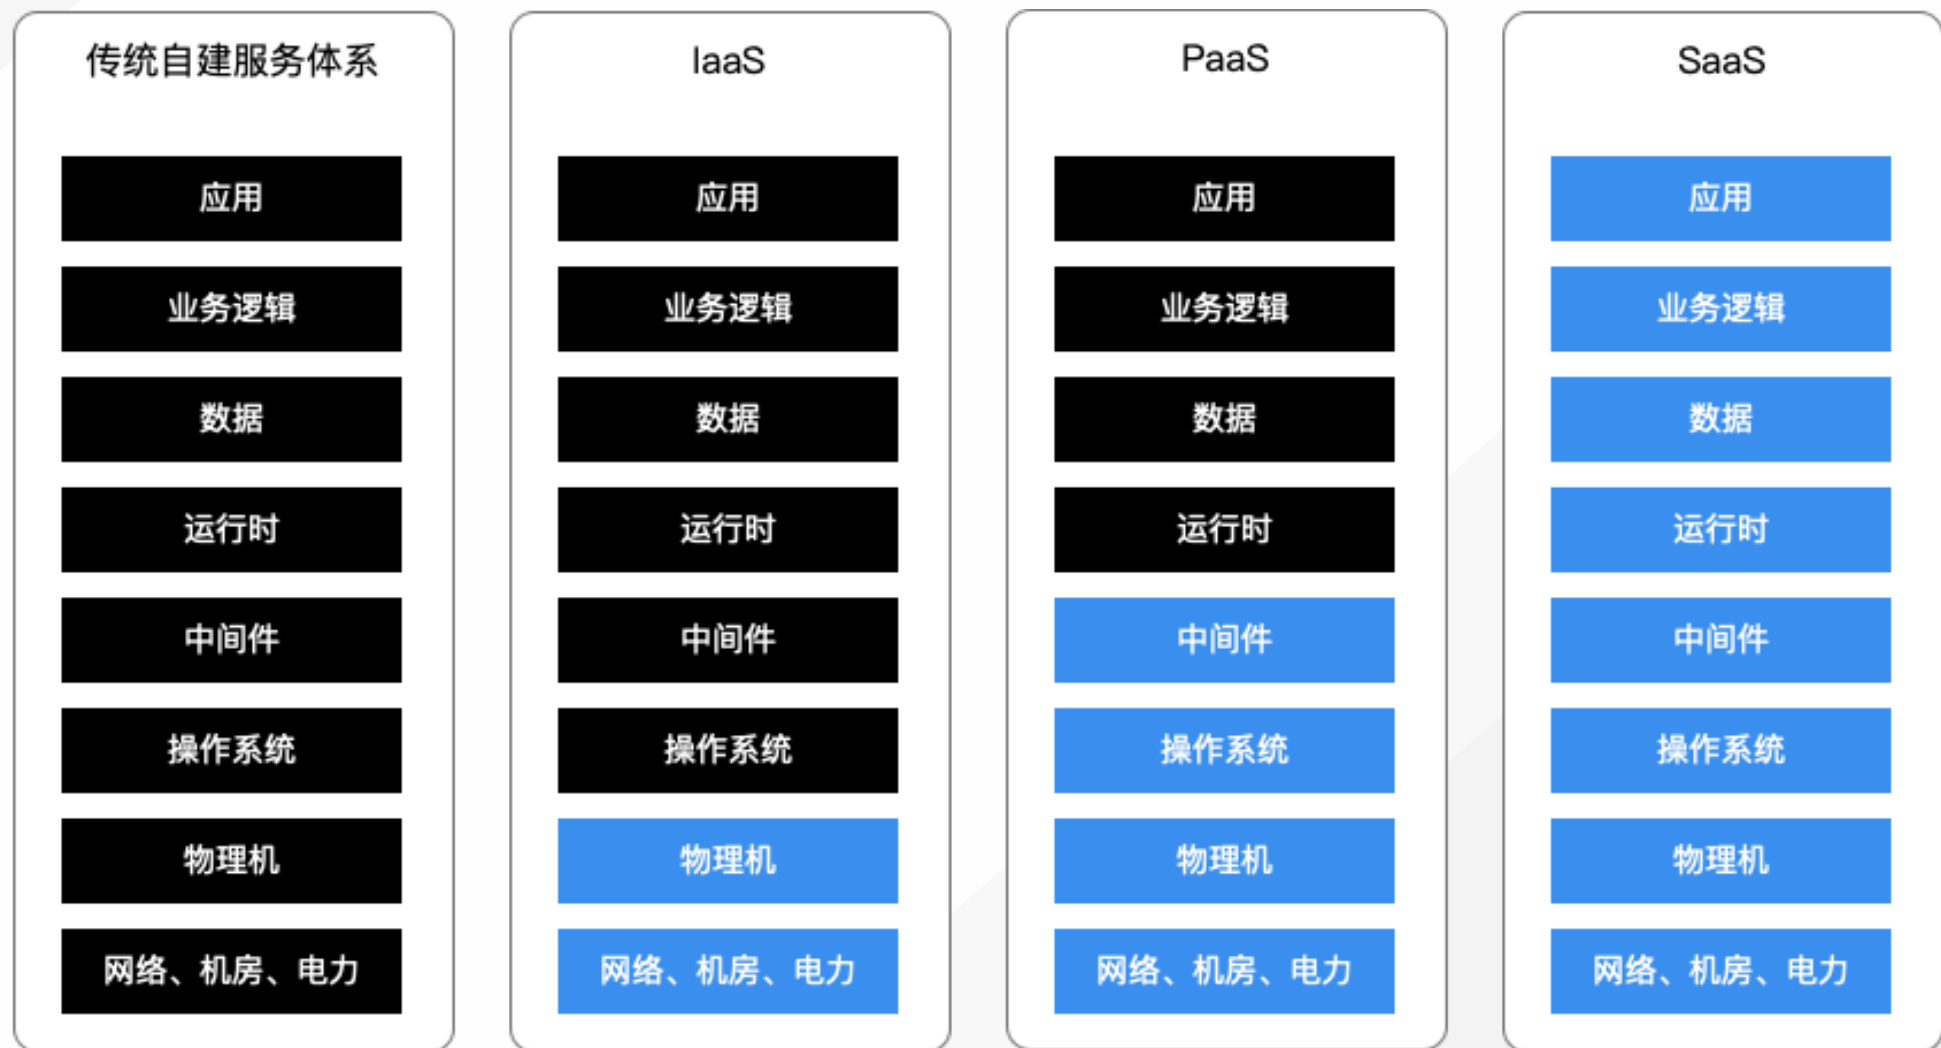 传统自建服务体系
应用
业务逻辑
数据
运行时
中间件
操作系统
物理机
网络、机房、电力
IaaS
应用
业务逻辑
数据
运行时
中间件
操作系统
物理机
网络、机房、电力
PaaS
应用
业务逻辑
数据
运行时
中间件
操作系统
物理机
网络、机房、电力
SaaS
应用
业务逻辑
数据
运行时
中间件
操作系统
物理机
网络、机房、电力